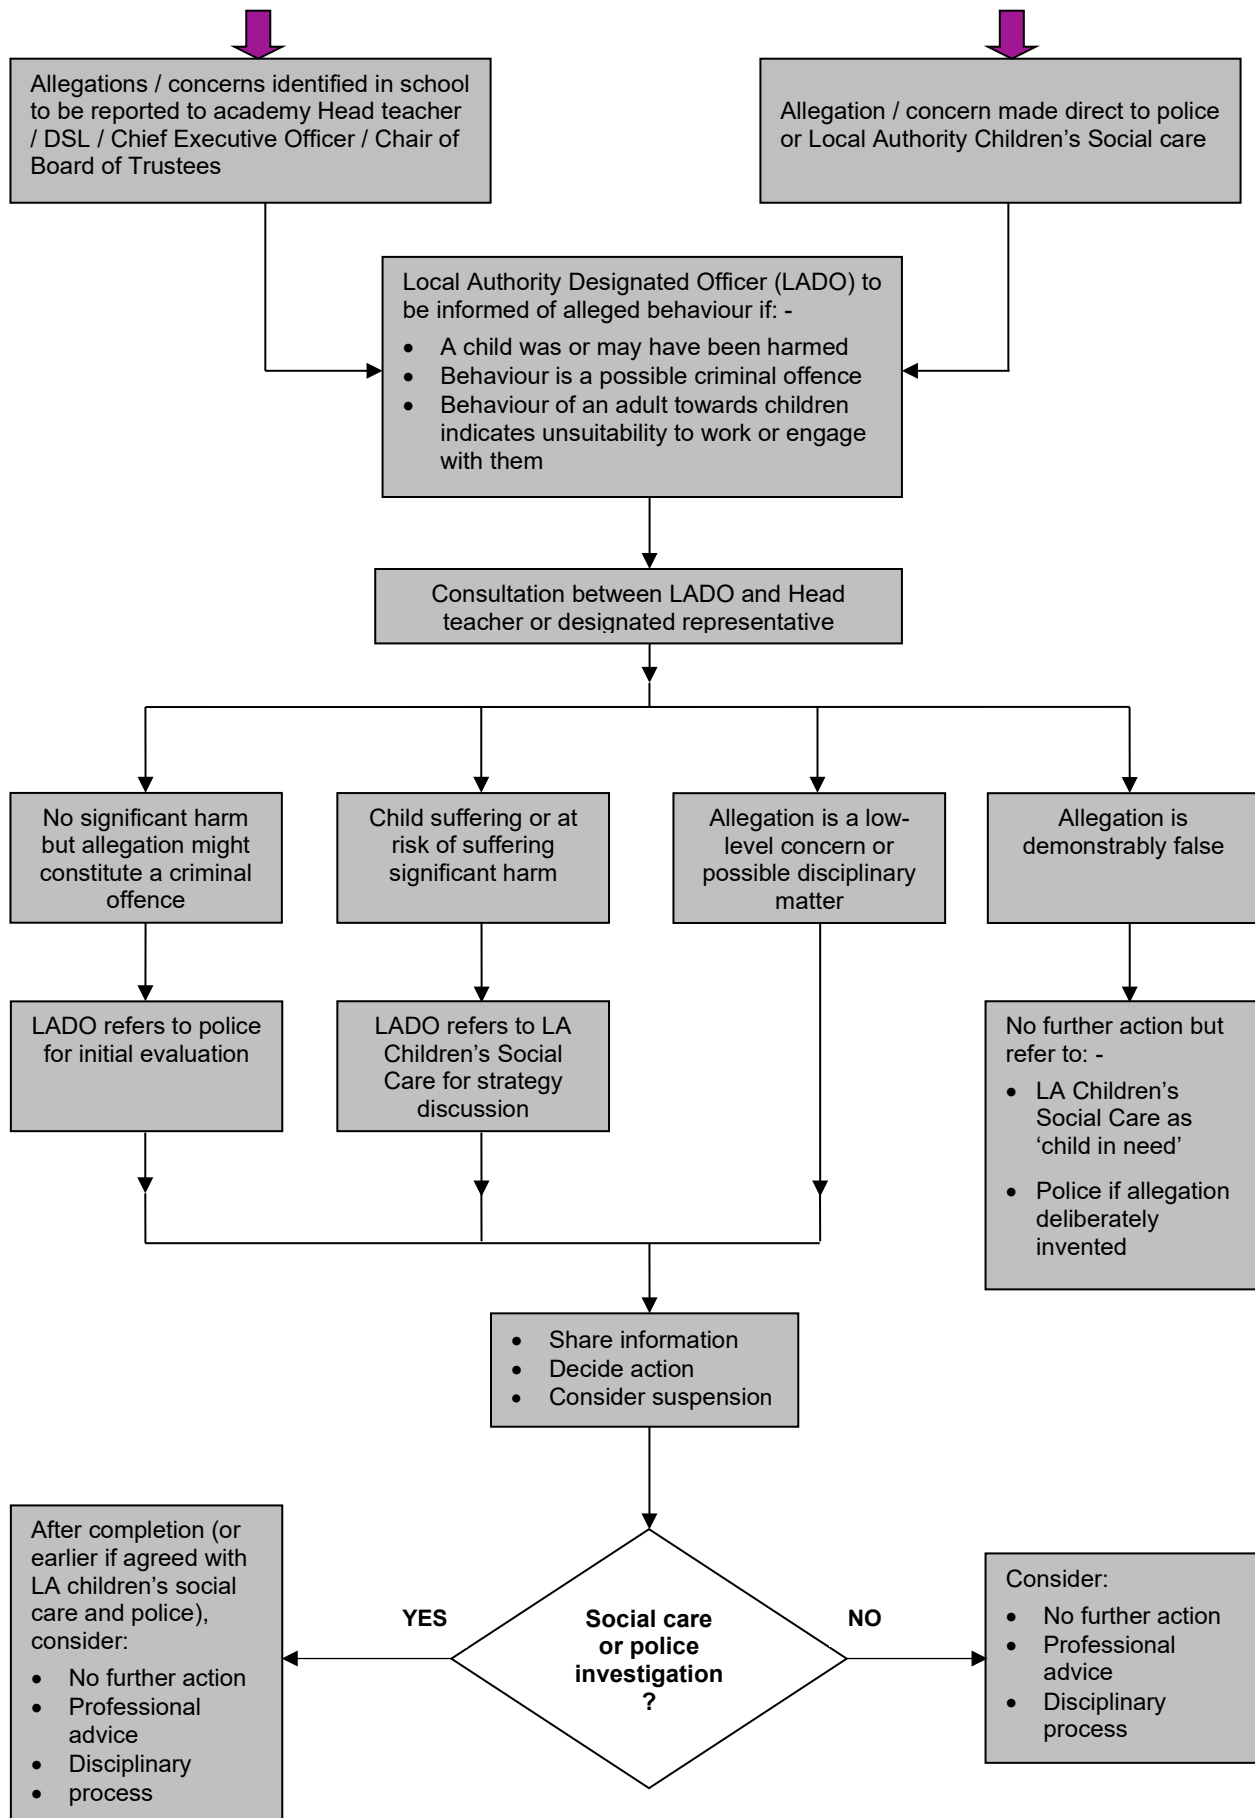 Allegations / concerns identified in school
to be reported to academy Head teacher
/ DSL / Chief Executive Officer / Chair of
Board of Trustees
Allegation / concern made direct to police
or Local Authority Children’s Social care
Local Authority Designated Officer (LADO) to
be informed of alleged behaviour if: -
• A child was or may have been harmed
• Behaviour is a possible criminal offence
• Behaviour of an adult towards children
indicates unsuitability to work or engage
with them
Consultation between LADO and Head
teacher or designated representative
No significant harm
but allegation might
constitute a criminal
offence
Child suffering or at
risk of suffering
significant harm
Allegation is a low-
level concern or
possible disciplinary
matter
Allegation is
demonstrably false
LADO refers to police
for initial evaluation
LADO refers to LA
Children’s Social
Care for strategy
discussion
No further action but
refer to: -
• LA Children’s
Social Care as
‘child in need’
• Police if allegation
deliberately
invented
• Share information
• Decide action
• Consider suspension
After completion (or
earlier if agreed with
LA children’s social
care and police),
consider:
• No further action
• Professional
advice
• Disciplinary
• process
YES
Social care
or police
investigation
?
NO
Consider:
• No further action
• Professional
advice
• Disciplinary
process